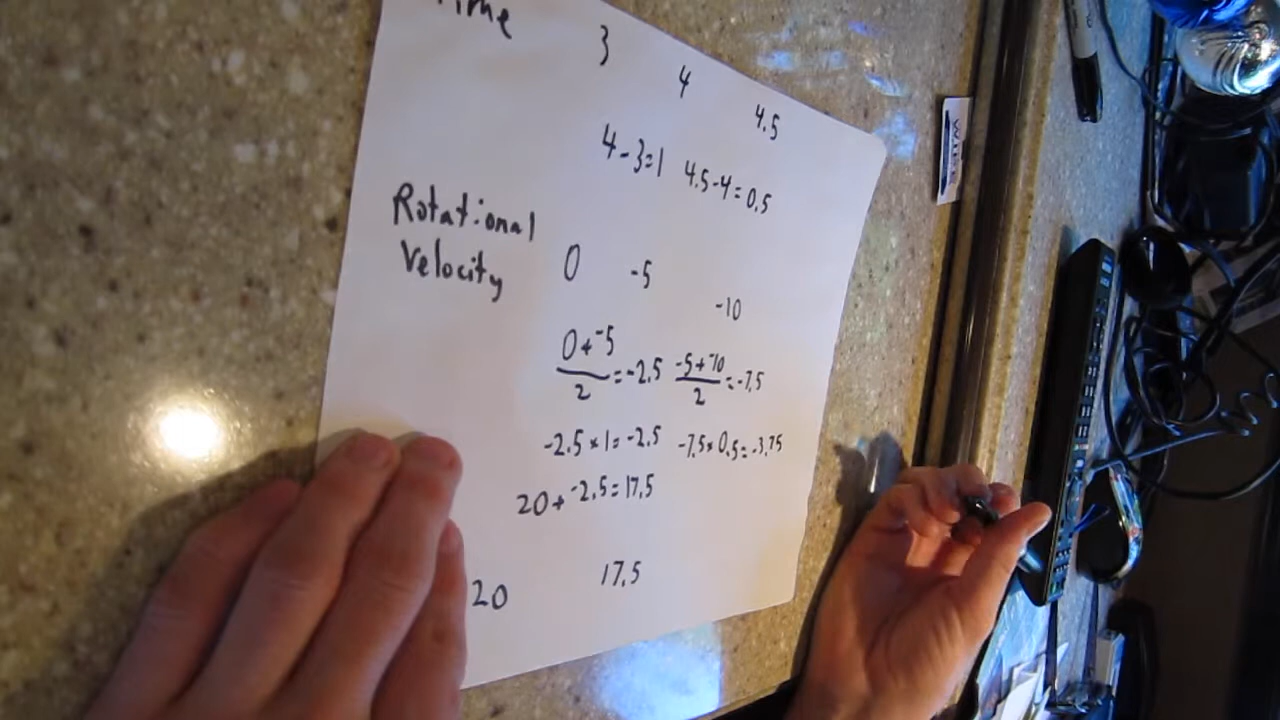 3 4 4.5
4-3=1 4.5-4=0.5
Rotational
Velocity
0 -5 -10
0+-5
2
=-2.5
-5+-10
2
=-7.5
-2.5×1=-2.5 -7.5×0.5=-3.75
20+-2.5=17.5
20 17.5